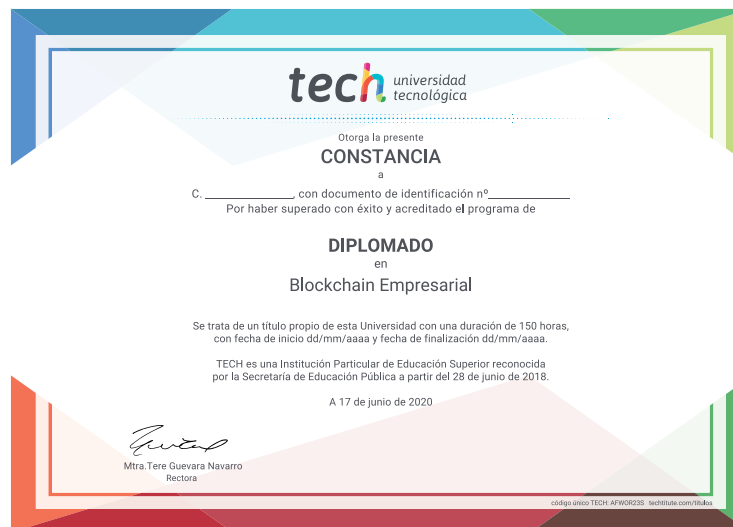 tech universidad
tecnológica
Otorga la presente
CONSTANCIA
a
C. ______________, con documento de identificación nº______________
Por haber superado con éxito y acreditado el programa de
DIPLOMADO
en
Blockchain Empresarial
Se trata de un título propio de esta Universidad con una duración de 150 horas,
con fecha de inicio dd/mm/aaaa y fecha de finalización dd/mm/aaaa.
TECH es una Institución Particular de Educación Superior reconocida
por la Secretaría de Educación Pública a partir del 28 de junio de 2018.
A 17 de junio de 2020
Mtra.Tere Guevara Navarro
Rectora
código único TECH: AFWOR23S techtitute.com/titulos